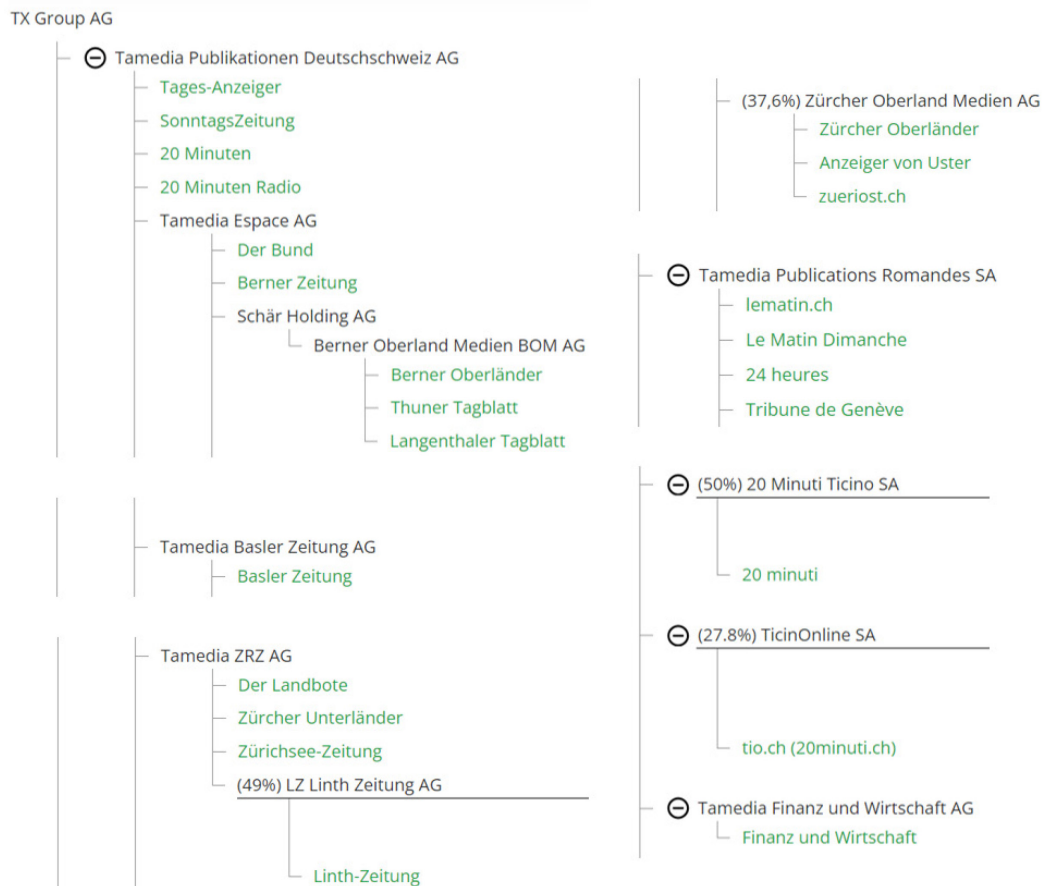 TX Group AG
Tamedia Publikationen Deutschschweiz AG
Tages-Anzeiger
SonntagsZeitung
20 Minuten
20 Minuten Radio
Tamedia Espace AG
Der Bund
Berner Zeitung
Schär Holding AG
Berner Oberland Medien BOM AG
Berner Oberländer
Thuner Tagblatt
Langenthaler Tagblatt
Tamedia Basler Zeitung AG
Basler Zeitung
Tamedia ZRZ AG
Der Landbote
Zürcher Unterländer
Zürichsee-Zeitung
(49%) LZ Linth Zeitung AG
Linth-Zeitung
(37,6%) Zürcher Oberland Medien AG
Zürcher Oberländer
Anzeiger von Uster
zueriost.ch
Tamedia Publications Romandes SA
lematin.ch
Le Matin Dimanche
24 heures
Tribune de Genève
(50%) 20 Minuti Ticino SA
20 minuti
(27.8%) TicinOnline SA
tio.ch (20minuti.ch)
Tamedia Finanz und Wirtschaft AG
Finanz und Wirtschaft